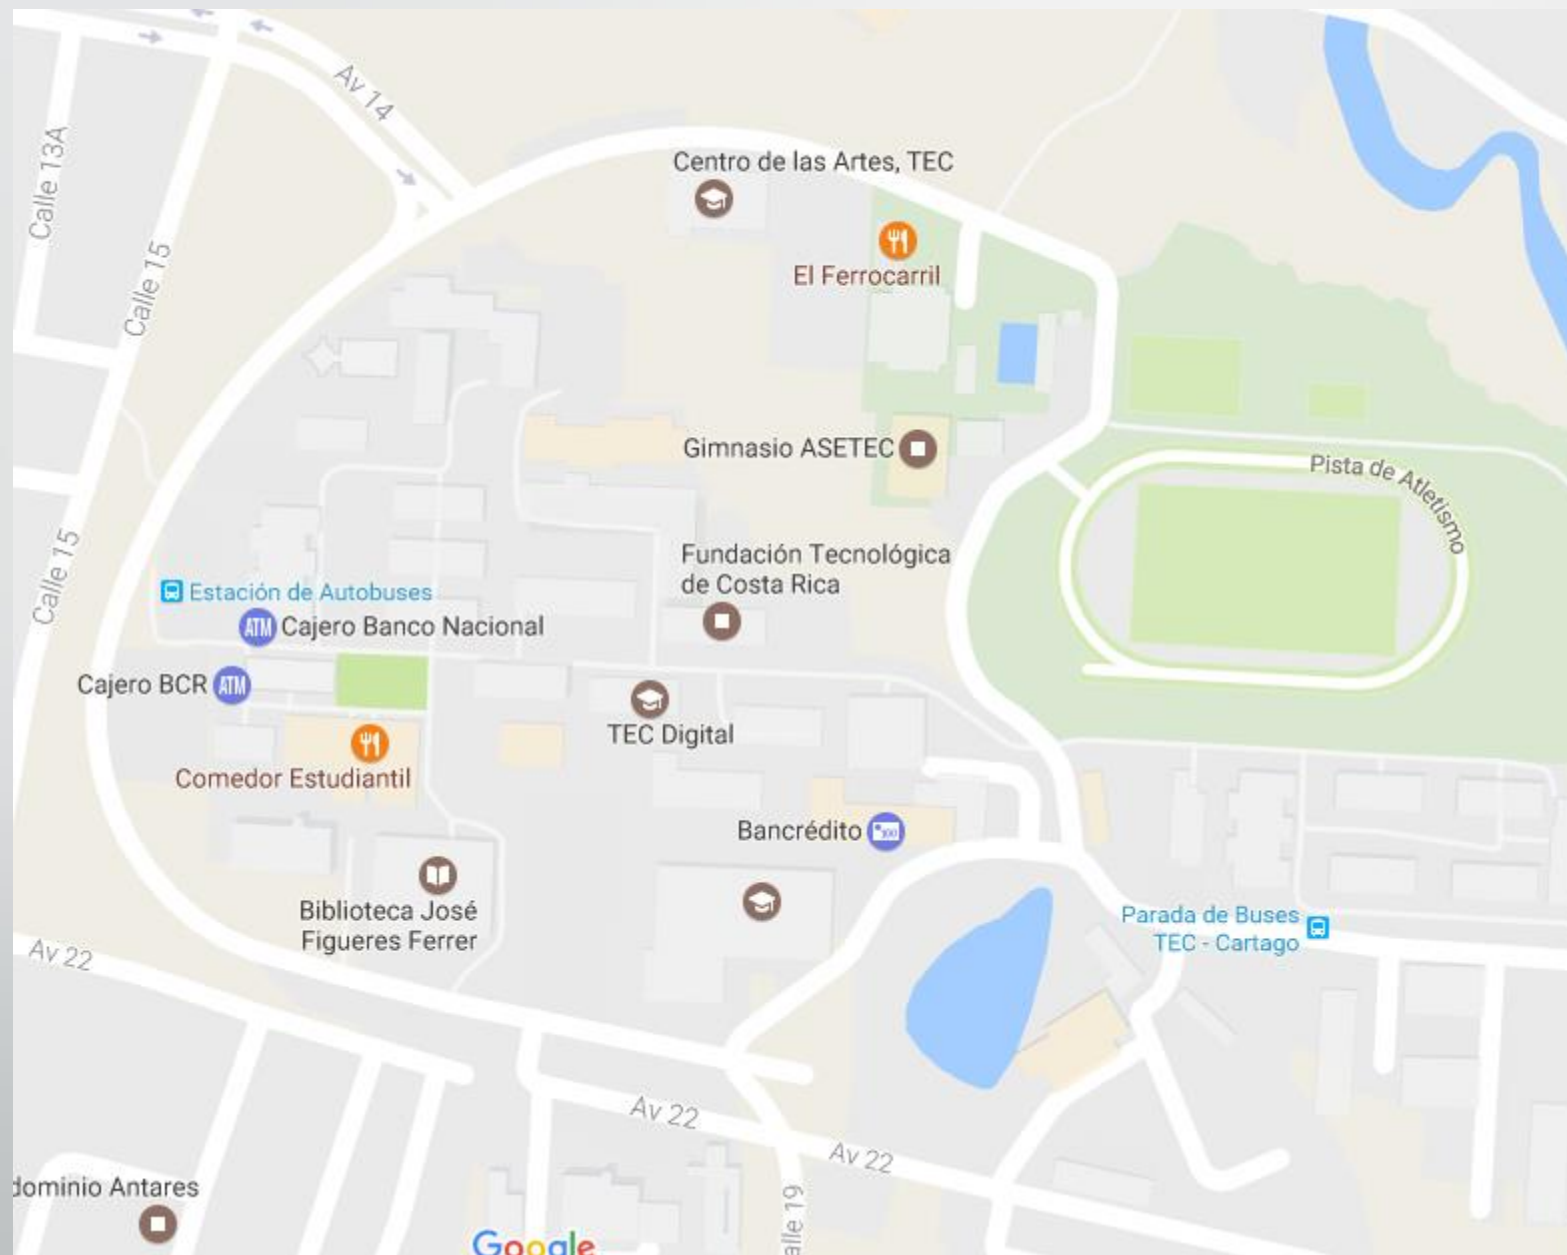 Av 14
Calle 13A
Centro de las Artes, TEC
El Ferrocarril
Calle 15
Gimnasio ASETEC
Pista de Atletismo
Calle 15
Fundación Tecnológica
de Costa Rica
Estación de Autobuses
ATM
Cajero Banco Nacional
Cajero BCR
ATM
TEC Digital
Comedor Estudiantil
Bancrédito
Biblioteca José
Figueres Ferrer
Parada de Buses
TEC - Cartago
Av 22
Av 22
Av 22
dominio Antares
alle 19
Google